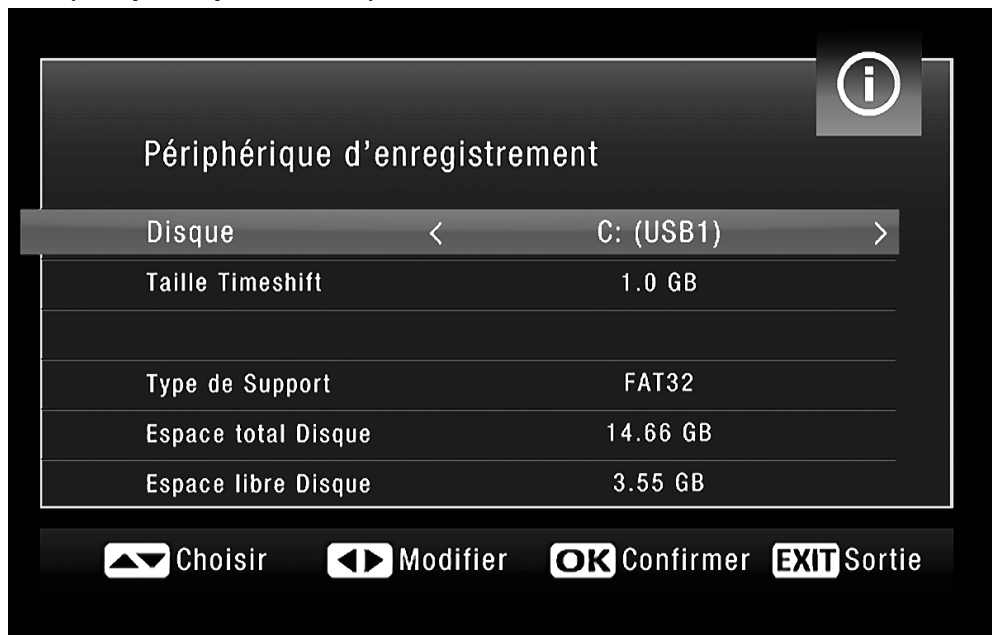 Périphérique d'enregistrement
Disque < C: (USB1) >
Taille Timeshift 1.0 GB
Type de Support FAT32
Espace total Disque 14.66 GB
Espace libre Disque 3.55 GB
Choisir Modifier OK Confirmer EXIT Sortie